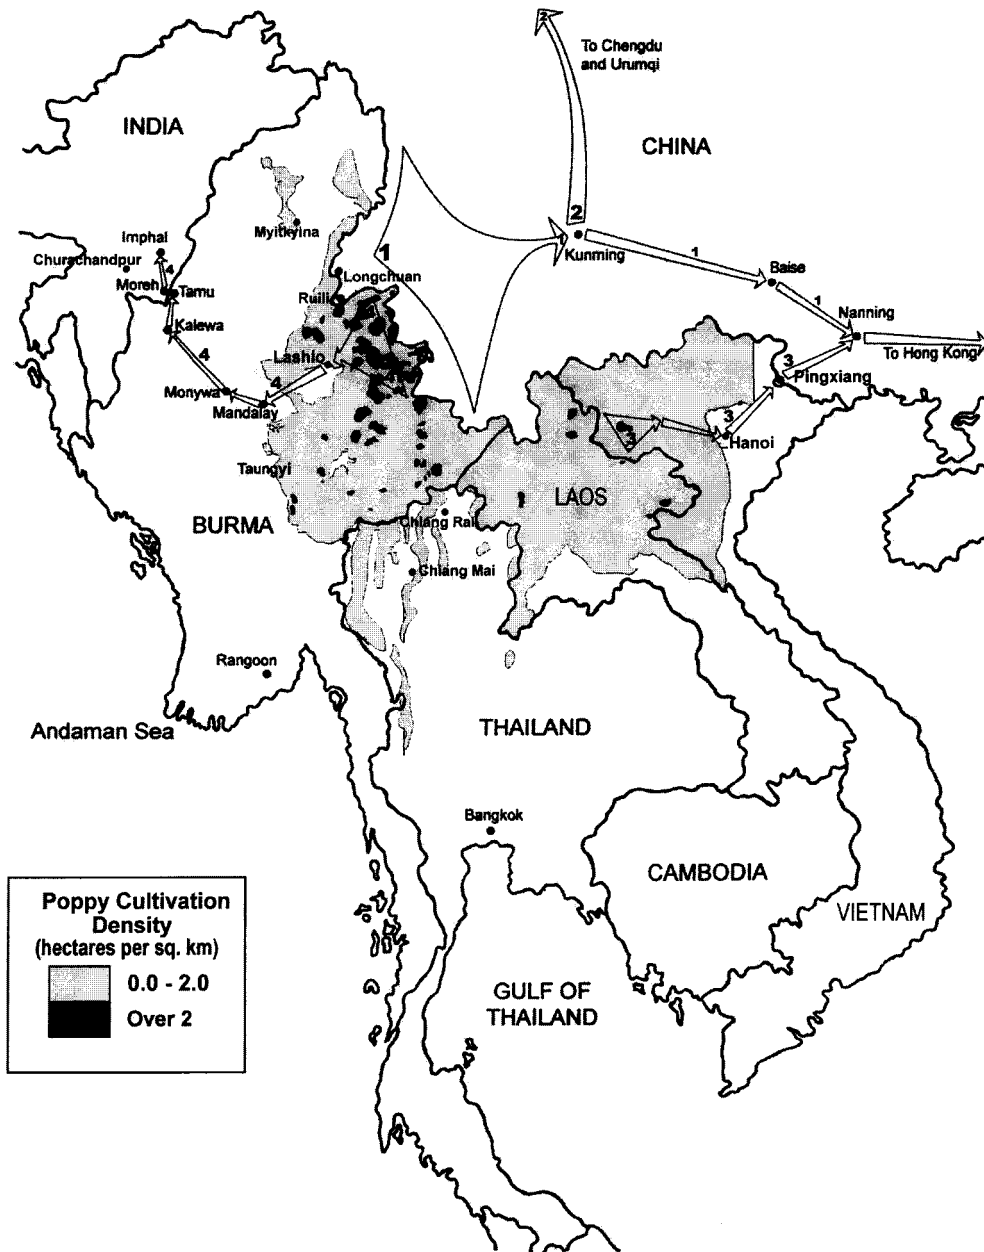 2
To Chengdu
and Urumqi
INDIA
CHINA
2
Myitkyina
Imphal
Churachandpur
4
1
Kunming
1
Longchuan
Baise
Moreh
Tamu
Ruili
1
Nanning
Kalewa
To Hong Kong
4
Lashlo
3
Pingxiang
4
Monywa
Mandalay
3
3
Hanoi
Taungyi
LAOS
BURMA
Chiang Rai
Chiang Mai
Rangoon
Andaman Sea
THAILAND
Bangkok
CAMBODIA
VIETNAM
Poppy Cultivation
Density
(hectares per sq. km)
0.0 - 2.0
Over 2
GULF OF
THAILAND